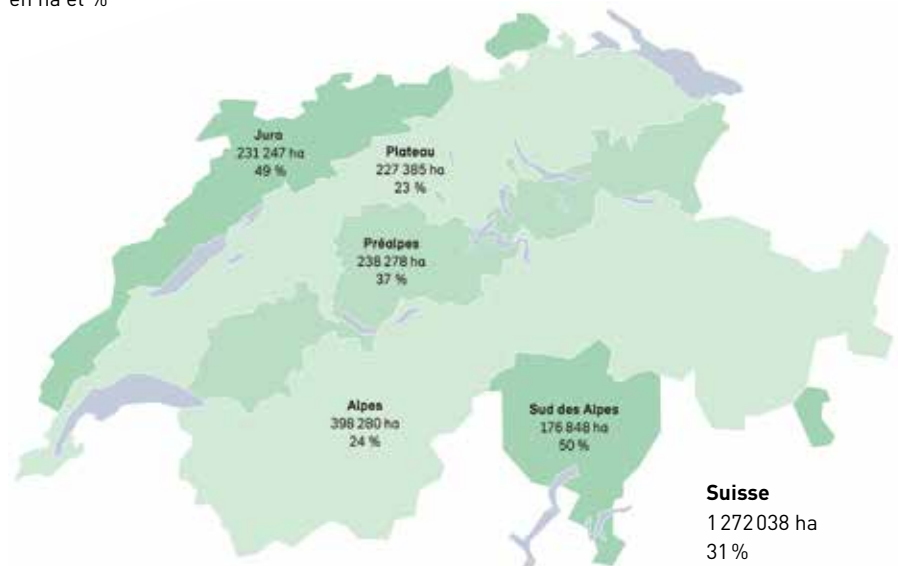 en ha et %
Jura
231 247 ha
49 %
Plateau
227 385 ha
23 %
Préalpes
238 278 ha
37 %
Alpes
398 280 ha
24 %
Sud des Alpes
176 848 ha
50 %
Suisse
1 272 038 ha
31 %